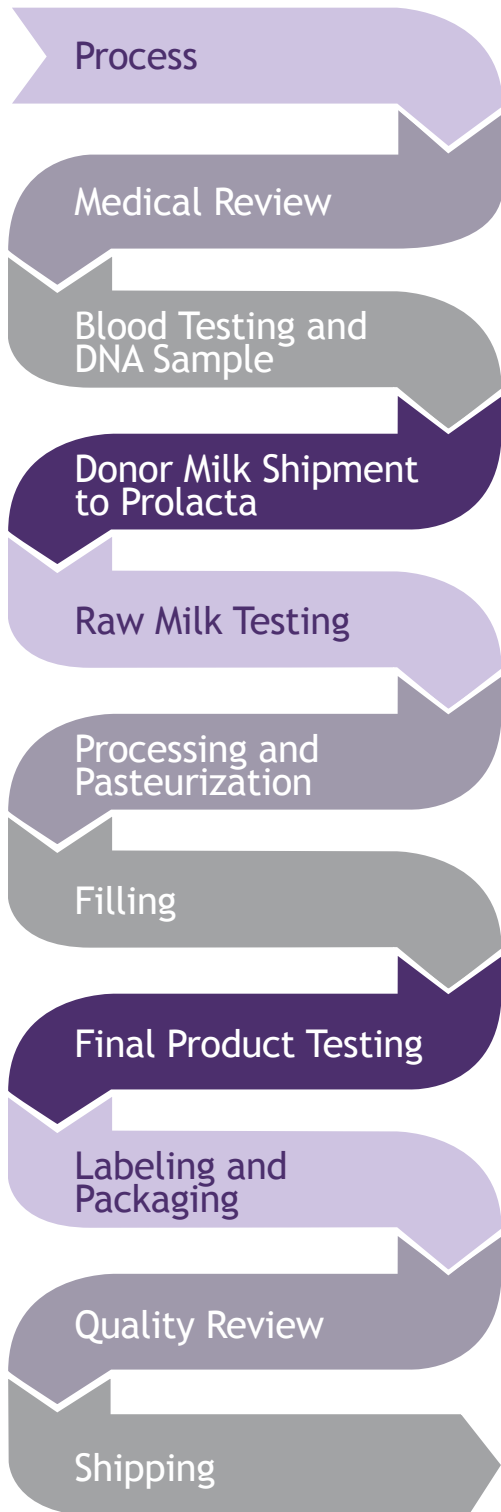 Process
Medical Review
Blood Testing and
DNA Sample
Donor Milk Shipment
to Prolacta
Raw Milk Testing
Processing and
Pasteurization
Filling
Final Product Testing
Labeling and
Packaging
Quality Review
Shipping